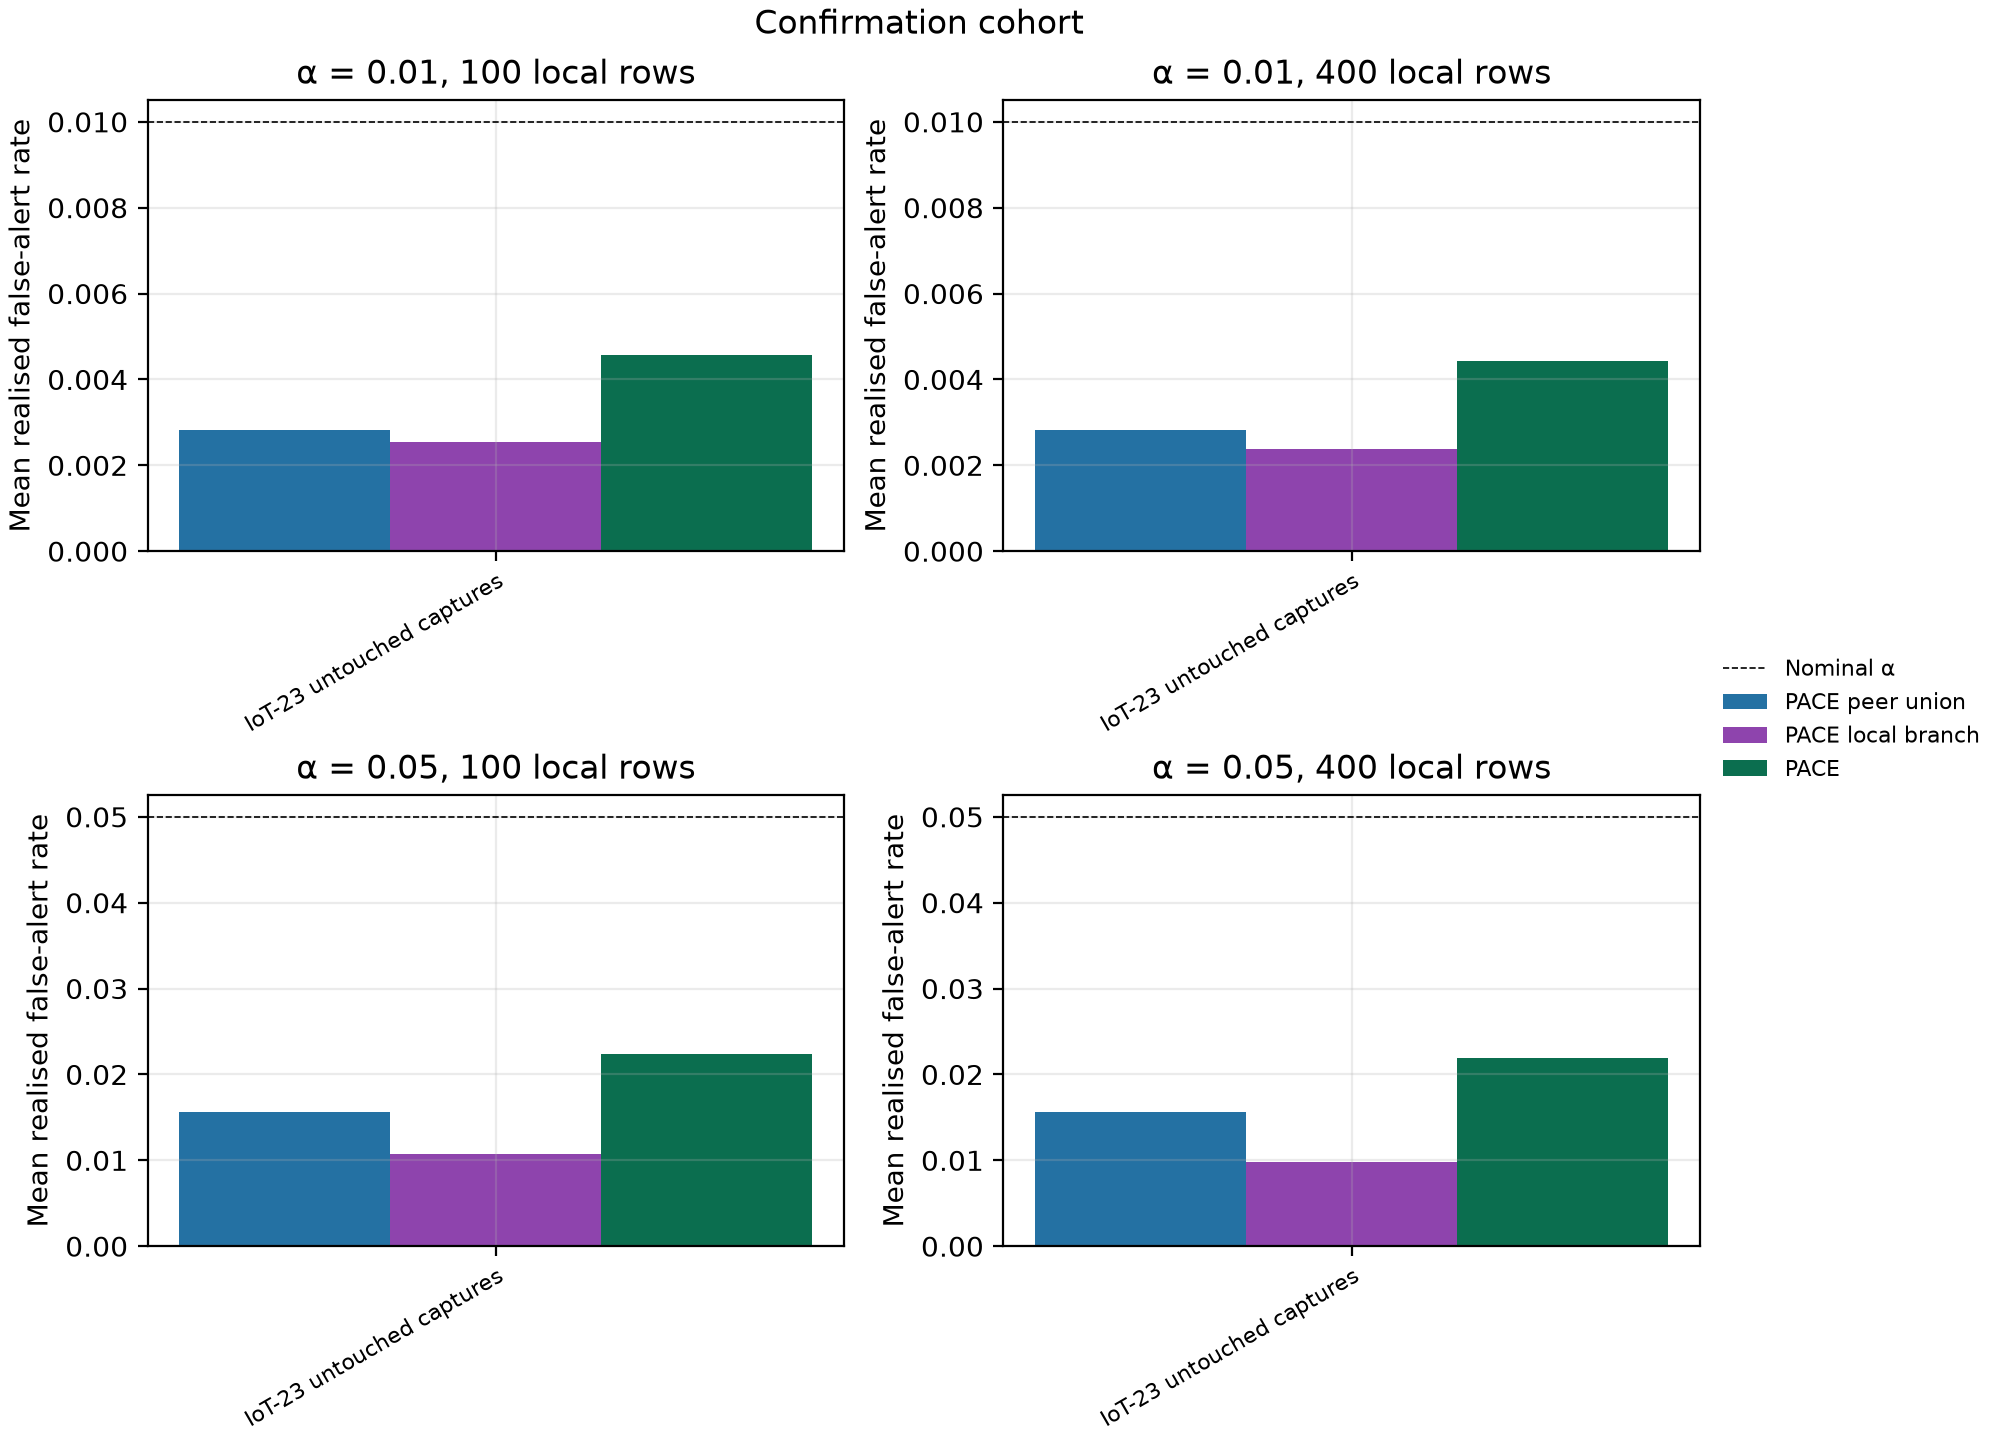 Confirmation cohort
α = 0.01, 100 local rows
Mean realised false-alert rate
0.010
0.008
0.006
0.004
0.002
0.000
IoT-23 untouched captures
α = 0.01, 400 local rows
Mean realised false-alert rate
0.010
0.008
0.006
0.004
0.002
0.000
IoT-23 untouched captures
Nominal α
PACE peer union
PACE local branch
PACE
α = 0.05, 100 local rows
Mean realised false-alert rate
0.05
0.04
0.03
0.02
0.01
0.00
IoT-23 untouched captures
α = 0.05, 400 local rows
Mean realised false-alert rate
0.05
0.04
0.03
0.02
0.01
0.00
IoT-23 untouched captures